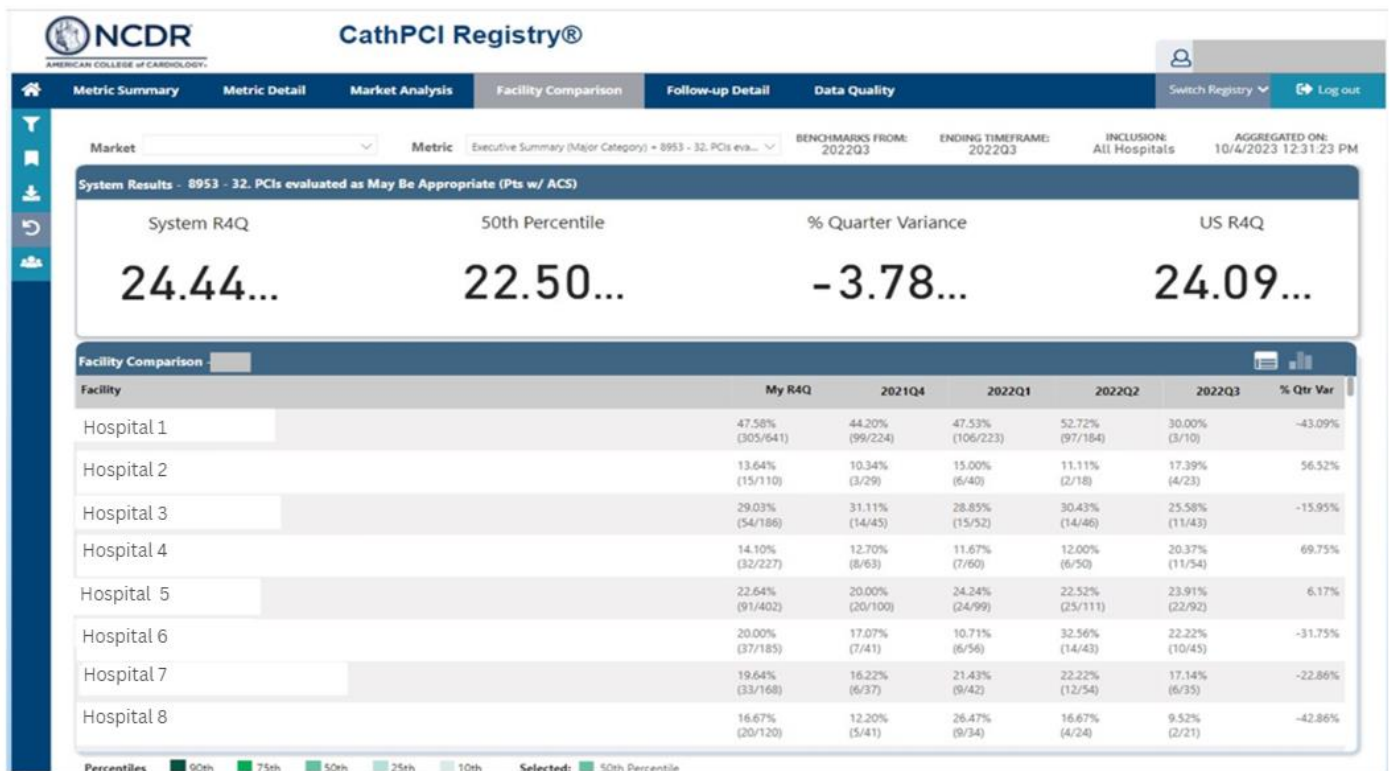 NCDR
AMERICAN COLLEGE of CARDIOLOGY
CathPCI Registry®
Metric Summary Metric Detail Market Analysis Facility Comparison Follow-up Detail Data Quality Switch Registry Log out
Market Metric Executive Summary (Major Category) + 8953 - 32. PCIs eva... BENCHMARKS FROM: 2022Q3 ENDING TIMEFRAME: 2022Q3 INCLUSION: All Hospitals AGGREGATED ON: 10/4/2023 12:31:23 PM
System Results - 8953 - 32. PCIs evaluated as May Be Appropriate (Pts w/ ACS)
System R4Q 50th Percentile % Quarter Variance US R4Q
24.44... 22.50... -3.78... 24.09...
Facility Comparison -
Facility My R4Q 2021Q4 2022Q1 2022Q2 2022Q3 % Qtr Var
Hospital 1 47.58% 44.20% 47.53% 52.72% 30.00% -43.09%
(305/641) (99/224) (106/223) (97/184) (3/10)
Hospital 2 13.64% 10.34% 15.00% 11.11% 17.39% 56.52%
(15/110) (3/29) (6/40) (2/18) (4/23)
Hospital 3 29.03% 31.11% 28.85% 30.43% 25.58% -15.95%
(54/186) (14/45) (15/52) (14/46) (11/43)
Hospital 4 14.10% 12.70% 11.67% 12.00% 20.37% 69.75%
(32/227) (8/63) (7/60) (6/50) (11/54)
Hospital 5 22.64% 20.00% 24.24% 22.52% 23.91% 6.17%
(91/402) (20/100) (24/99) (25/111) (22/92)
Hospital 6 20.00% 17.07% 10.71% 32.56% 22.22% -31.75%
(37/185) (7/41) (6/56) (14/43) (10/45)
Hospital 7 19.64% 16.22% 21.43% 22.22% 17.14% -22.86%
(33/168) (6/37) (9/42) (12/54) (6/35)
Hospital 8 16.67% 12.20% 26.47% 16.67% 9.52% -42.86%
(20/120) (5/41) (9/34) (4/24) (2/21)
Percentiles 90th 75th 50th 25th 10th Selected: 50th Percentile